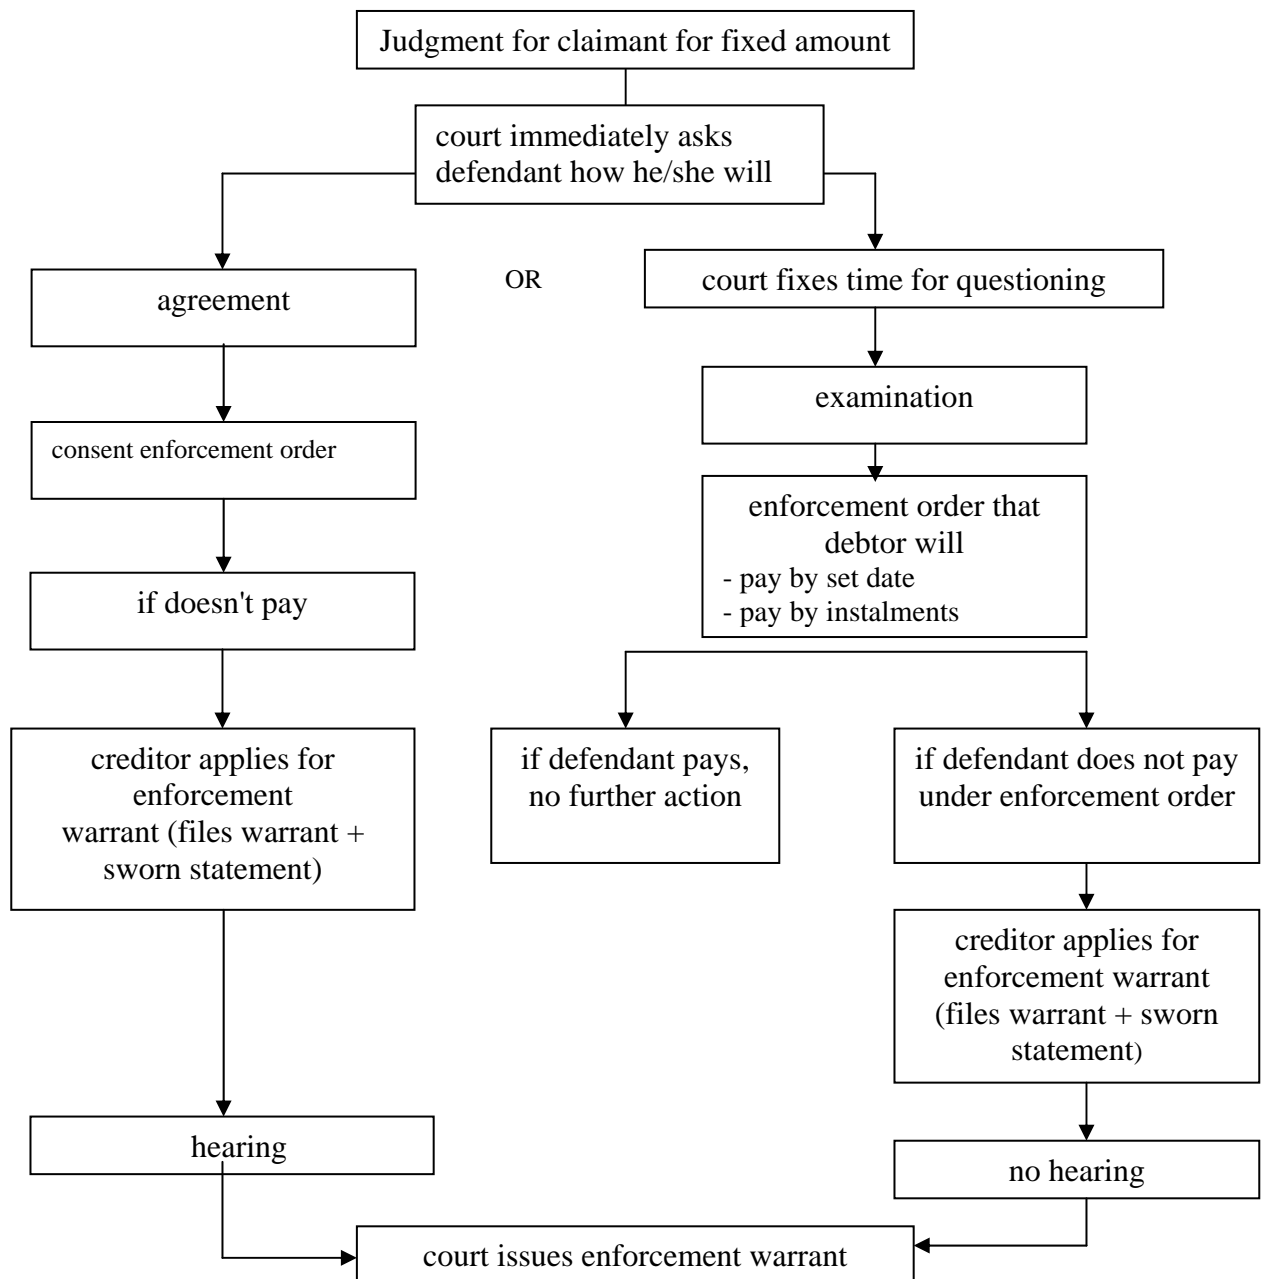 Judgment for claimant for fixed amount
court immediately asks
defendant how he/she will
agreement
OR
court fixes time for questioning
examination
consent enforcement order
enforcement order that
debtor will
- pay by set date
- pay by instalments
if doesn't pay
creditor applies for
enforcement
warrant (files warrant +
sworn statement)
if defendant pays,
no further action
if defendant does not pay
under enforcement order
creditor applies for
enforcement warrant
(files warrant + sworn
statement)
hearing
no hearing
court issues enforcement warrant